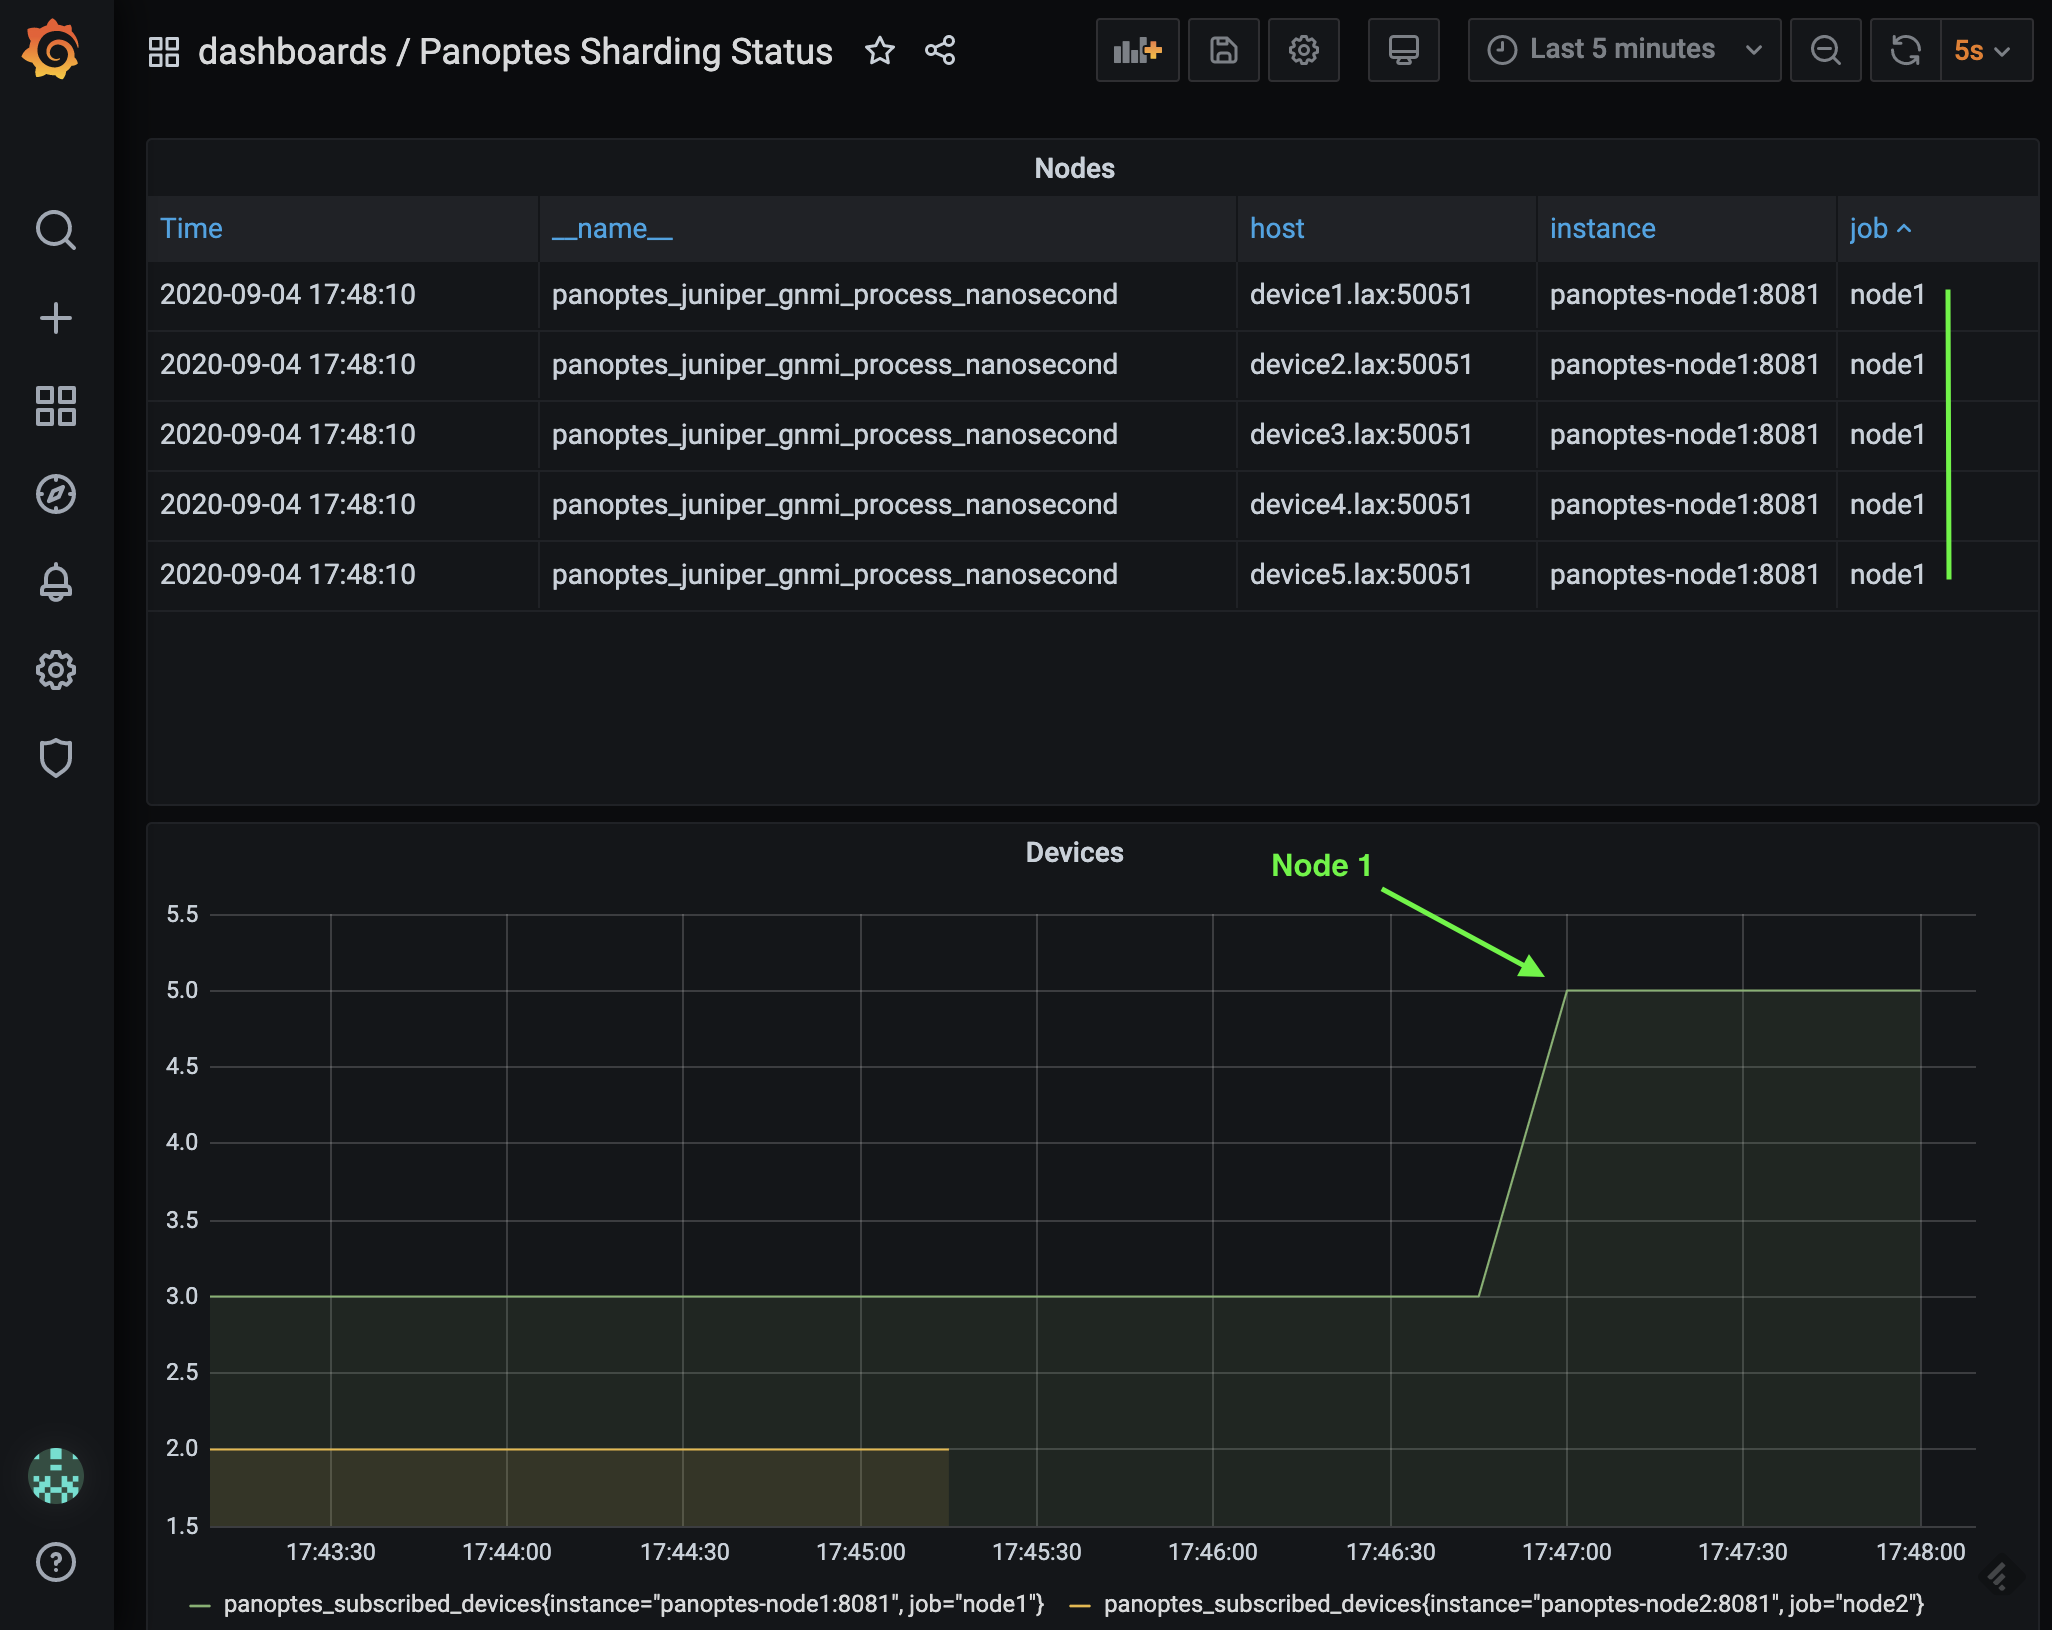 dashboards / Panoptes Sharding Status
Last 5 minutes
5s
Nodes
Time __name__ host instance job
2020-09-04 17:48:10 panoptes_juniper_gnmi_process_nanosecond device1.lax:50051 panoptes-node1:8081 node1
2020-09-04 17:48:10 panoptes_juniper_gnmi_process_nanosecond device2.lax:50051 panoptes-node1:8081 node1
2020-09-04 17:48:10 panoptes_juniper_gnmi_process_nanosecond device3.lax:50051 panoptes-node1:8081 node1
2020-09-04 17:48:10 panoptes_juniper_gnmi_process_nanosecond device4.lax:50051 panoptes-node1:8081 node1
2020-09-04 17:48:10 panoptes_juniper_gnmi_process_nanosecond device5.lax:50051 panoptes-node1:8081 node1
Devices
Node 1
5.5
5.0
4.5
4.0
3.5
3.0
2.5
2.0
1.5
17:43:30 17:44:00 17:44:30 17:45:00 17:45:30 17:46:00 17:46:30 17:47:00 17:47:30 17:48:00
panoptes_subscribed_devices{instance="panoptes-node1:8081", job="node1"} panoptes_subscribed_devices{instance="panoptes-node2:8081", job="node2"}